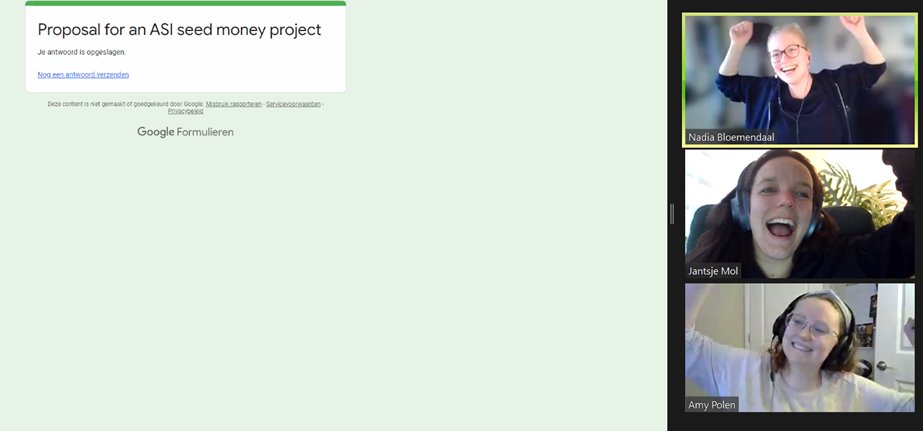 Proposal for an ASI seed money project
Je antwoord is opgeslagen.
Nog een antwoord verzenden
Deze content is niet gemaakt of goedgekeurd door Google. Misbruik rapporteren - Servicevoorwaarden -
Privacybeleid
Google Formulieren
Nadia Bloemendaal
Jantsje Mol
Amy Polen